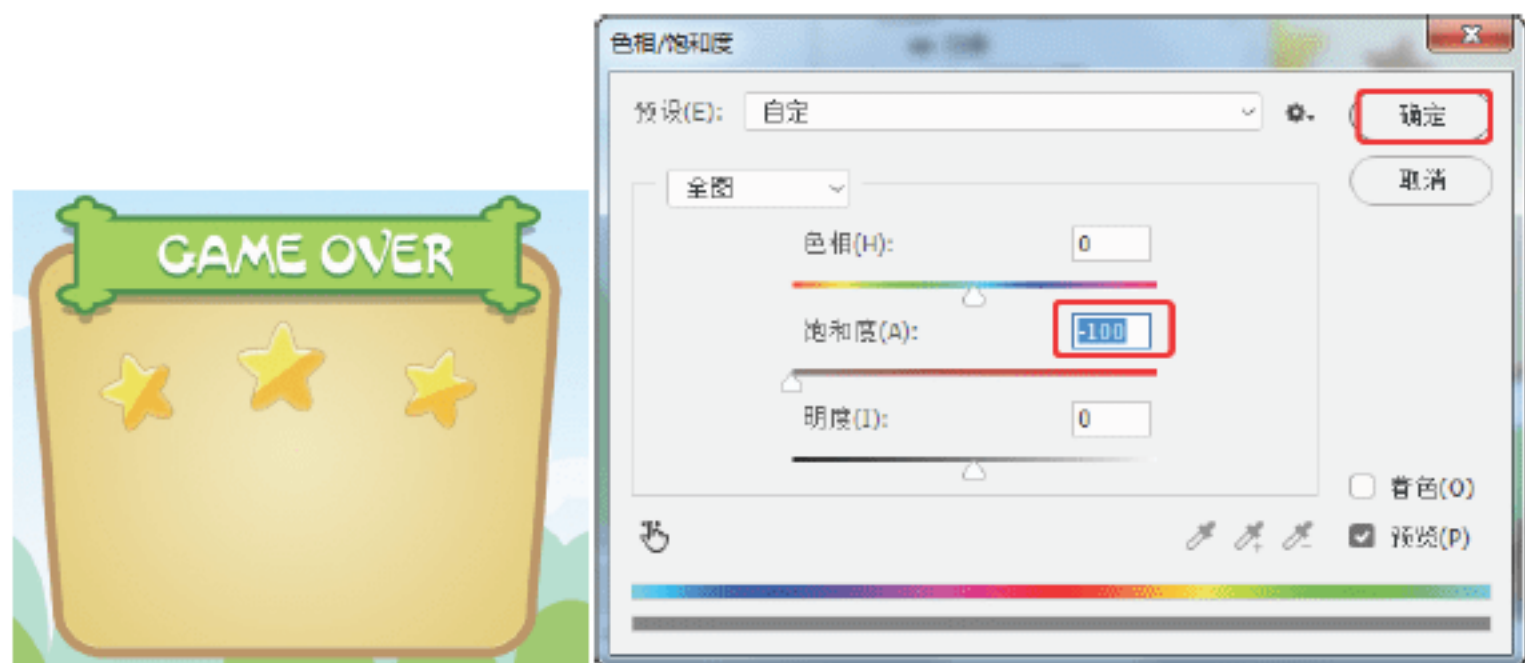 GAME OVER
色相/饱和度
预设(E): 自定
确定
全图
取消
色相(H): 0
饱和度(A): -100
明度(I): 0
着色(O)
预览(P)